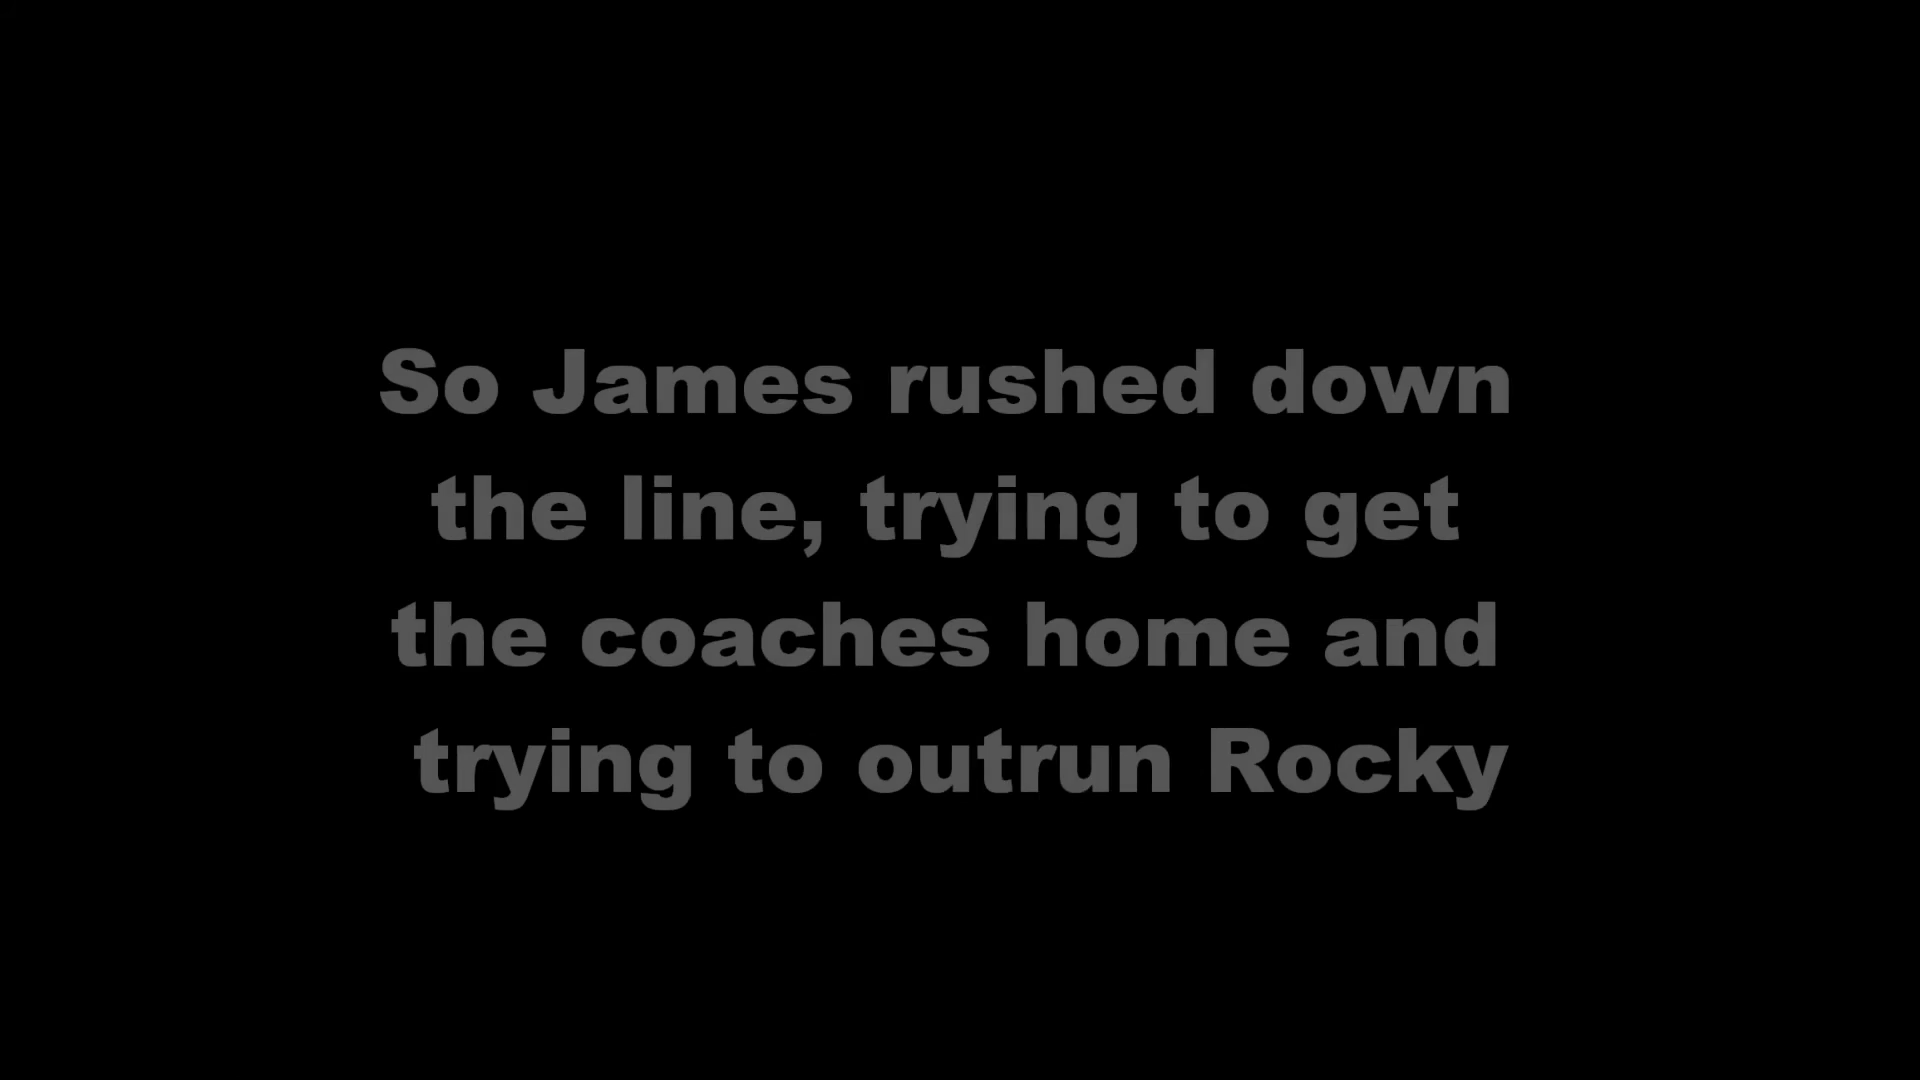 So James rushed down
the line, trying to get
the coaches home and
trying to outrun Rocky